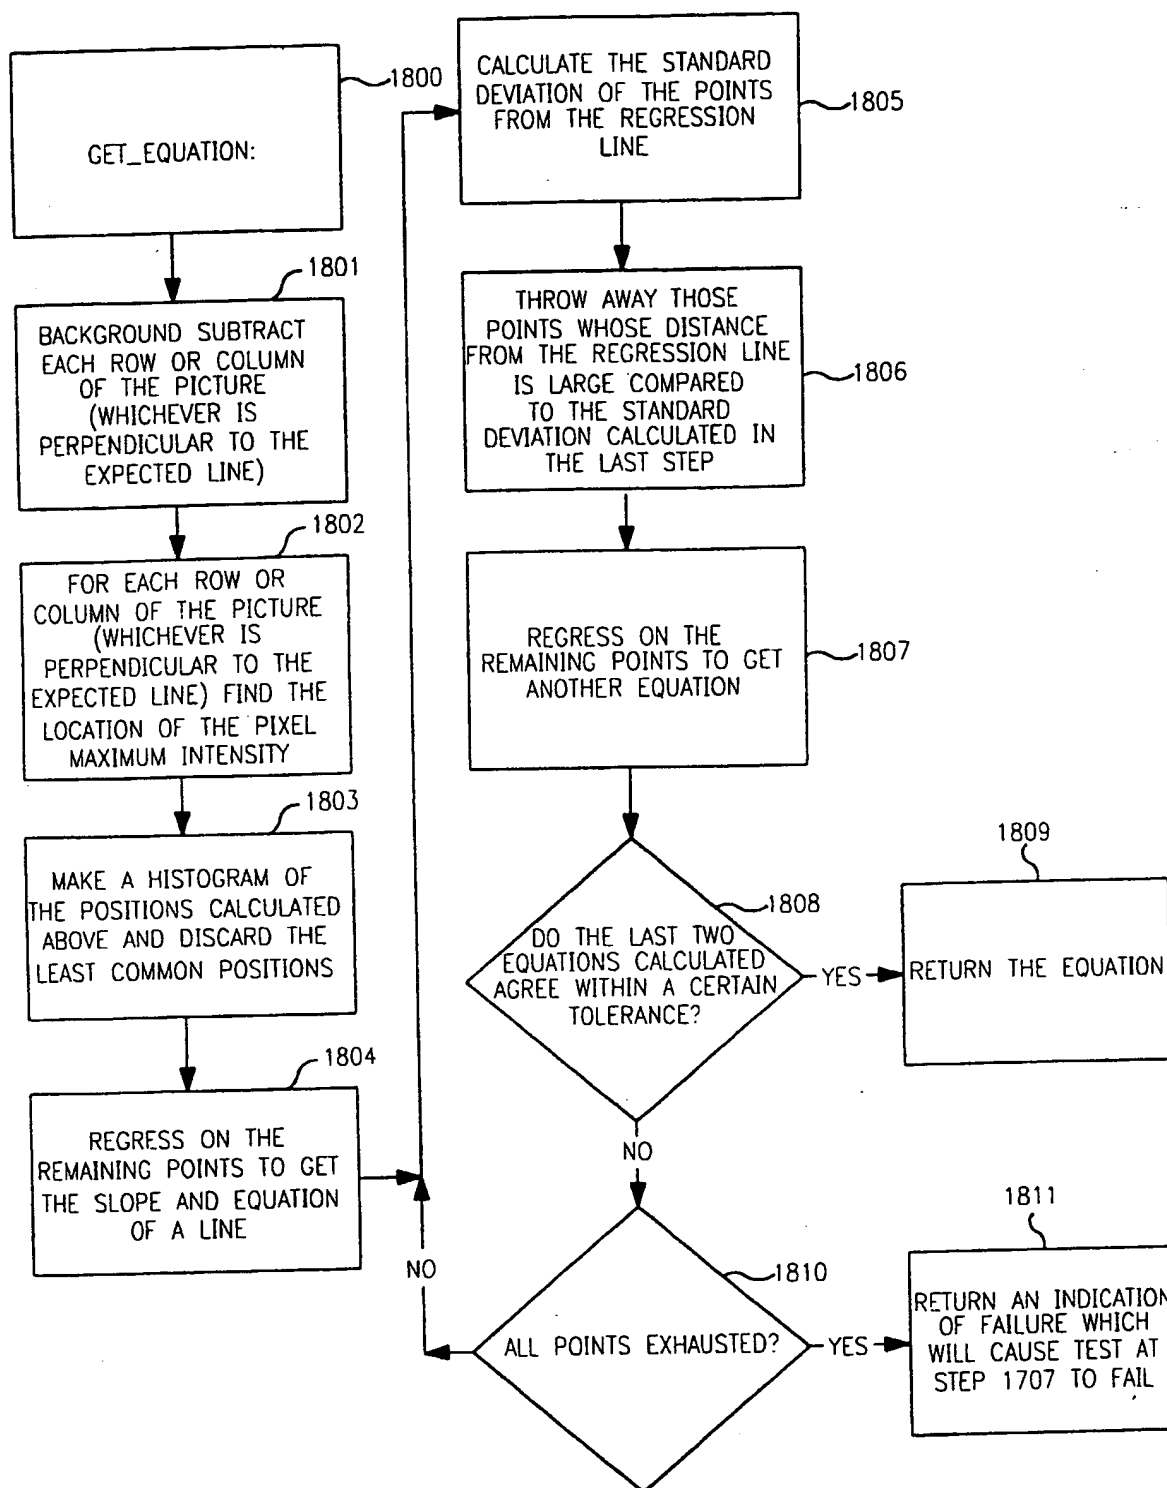 1800
GET_EQUATION:
1801
BACKGROUND SUBTRACT
EACH ROW OR COLUMN
OF THE PICTURE
(WHICHEVER IS
PERPENDICULAR TO THE
EXPECTED LINE)
1802
FOR EACH ROW OR
COLUMN OF THE PICTURE
(WHICHEVER IS
PERPENDICULAR TO THE
EXPECTED LINE) FIND THE
LOCATION OF THE PIXEL
MAXIMUM INTENSITY
1803
MAKE A HISTOGRAM OF
THE POSITIONS CALCULATED
ABOVE AND DISCARD THE
LEAST COMMON POSITIONS
1804
REGRESS ON THE
REMAINING POINTS TO GET
THE SLOPE AND EQUATION
OF A LINE
CALCULATE THE STANDARD
DEVIATION OF THE POINTS
FROM THE REGRESSION
LINE
1805
THROW AWAY THOSE
POINTS WHOSE DISTANCE
FROM THE REGRESSION LINE
IS LARGE COMPARED
TO THE STANDARD
DEVIATION CALCULATED IN
THE LAST STEP
1806
REGRESS ON THE
REMAINING POINTS TO GET
ANOTHER EQUATION
1807
1808
DO THE LAST TWO
EQUATIONS CALCULATED
AGREE WITHIN A CERTAIN
TOLERANCE?
YES
1809
RETURN THE EQUATION
NO
1810
ALL POINTS EXHAUSTED?
NO
YES
1811
RETURN AN INDICATION
OF FAILURE WHICH
WILL CAUSE TEST AT
STEP 1707 TO FAIL